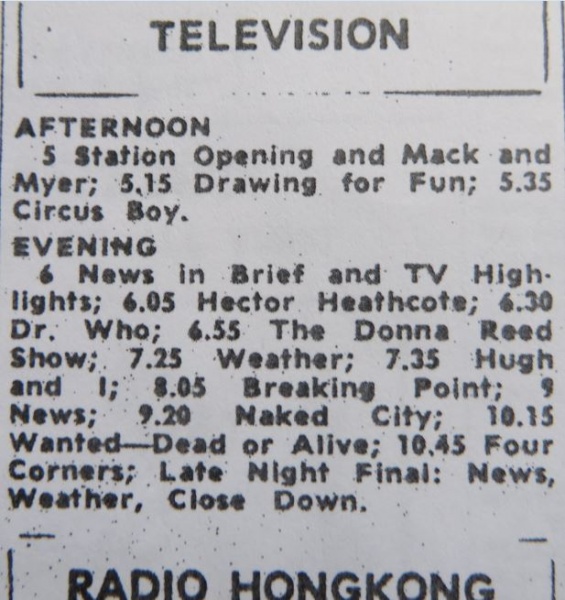 TELEVISION
AFTERNOON
5 Station Opening and Mack and
Myer; 5.15 Drawing for Fun; 5.35
Circus Boy.
EVENING
6 News in Brief and TV High-
lights; 6.05 Hector Heathcote; 6.30
Dr. Who; 6.55 The Donna Reed
Show; 7.25 Weather; 7.35 Hugh
and I; 8.05 Breaking Point; 9
News; 9.20 Naked City; 10.15
Wanted—Dead or Alive; 10.45 Four
Corners; Late Night Final: News,
Weather, Close Down.
RADIO HONGKONG